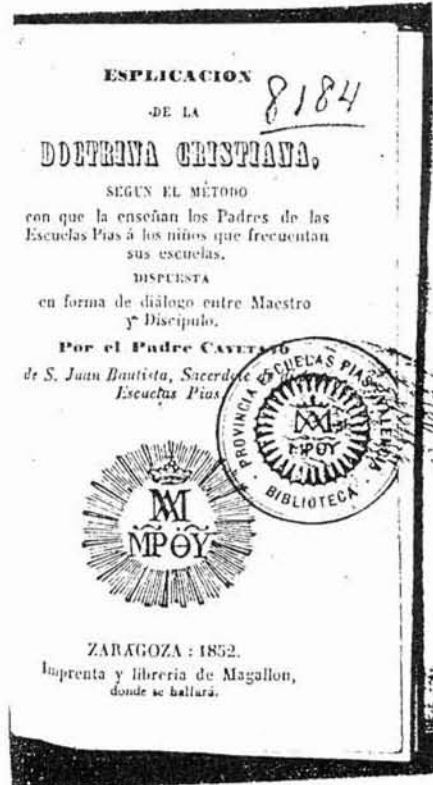 ESPLICACION
8184
DE LA
DOCTRINA CRISTIANA,
SEGUN EL MÉTODO
con que la enseñan los Padres de las
Escuelas Pias á los niños que frecuentan
sus escuelas.
DISPUESTA
en forma de diálogo entre Maestro
y Discípulo.
Por el Padre CAYETANO
de S. Juan Bautista, Sacerdote
Escuelas Pias
PROVINCIA ESCUELAS PIAS VALENCIA
BIBLIOTECA
MPΘY
MPΘY
ZARAGOZA : 1852.
Imprenta y libreria de Magallon,
donde se hallará.